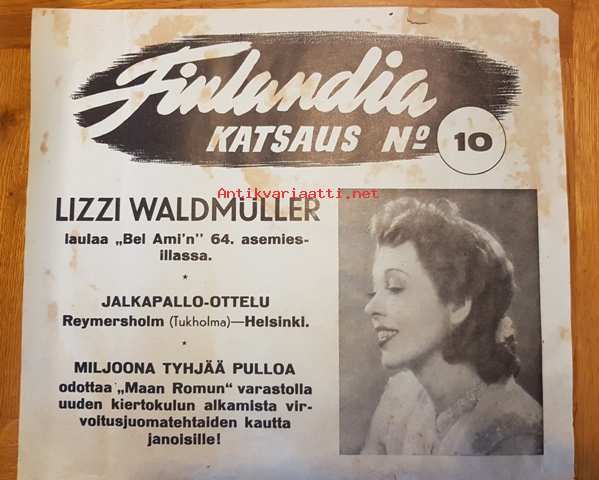 Finlandia
KATSAUS Nº 10
Antikvariaatti.net
LIZZI WALDMÜLLER
laulaa „Bel Ami'n" 64. asemies-
illassa.
*
JALKAPALLO-OTTELU
Reymersholm (Tukholma)—Helsinki.
*
MILJOONA TYHJÄÄ PULLOA
odottaa „Maan Romun" varastolla
uuden kiertokulun alkamista vir-
voitusjuomatehtaiden kautta
janoisille!